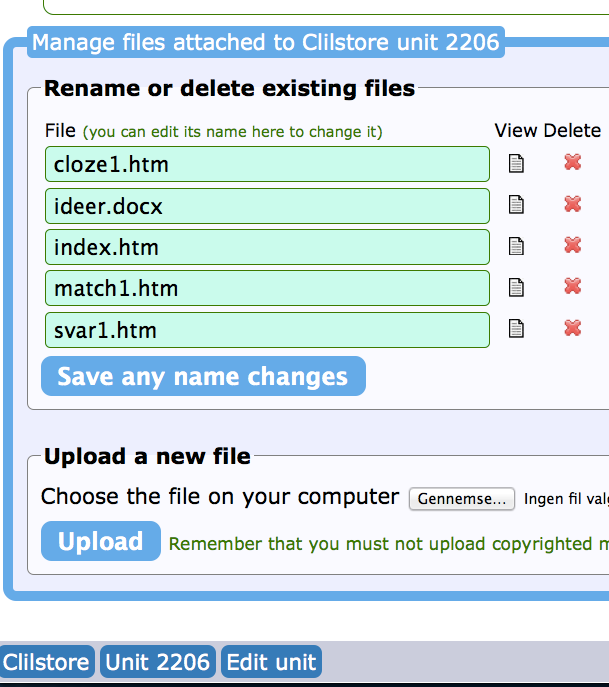 Manage files attached to Clilstore unit 2206
Rename or delete existing files
File (you can edit its name here to change it) View Delete
cloze1.htm
ideer.docx
index.htm
match1.htm
svar1.htm
Save any name changes
Upload a new file
Choose the file on your computer Gennemse... Ingen fil
Upload Remember that you must not upload copyrighted
Clilstore Unit 2206 Edit unit